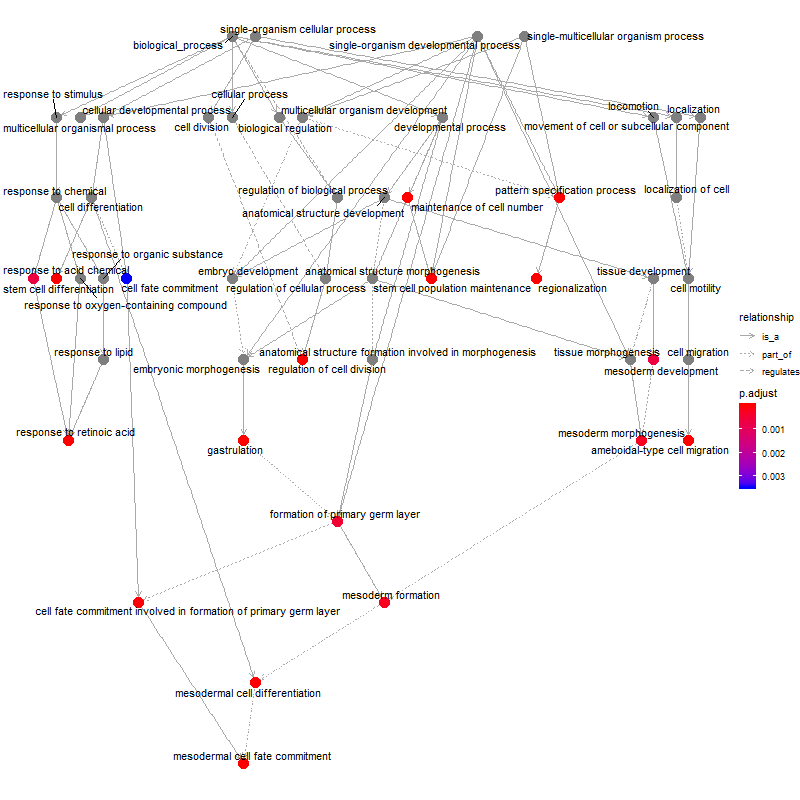 single-organism cellular process
biological_process
single-organism developmental process
single-multicellular organism process
response to stimulus
cellular process
cellular developmental process
multicellular organism development
locomotion
localization
multicellular organismal process
cell division
biological regulation
developmental process
movement of cell or subcellular component
response to chemical
cell differentiation
regulation of biological process
anatomical structure development
maintenance of cell number
pattern specification process
localization of cell
response to organic substance
response to acid chemical
stem cell differentiation
cell fate commitment
response to oxygen-containing compound
embryo development
anatomical structure morphogenesis
regulation of cellular process
stem cell population maintenance
regionalization
tissue development
cell motility
response to lipid
embryonic morphogenesis
anatomical structure formation involved in morphogenesis
regulation of cell division
tissue morphogenesis
cell migration
mesoderm development
response to retinoic acid
gastrulation
mesoderm morphogenesis
ameboidal-type cell migration
formation of primary germ layer
cell fate commitment involved in formation of primary germ layer
mesoderm formation
mesodermal cell differentiation
mesodermal cell fate commitment
relationship
is_a
part_of
regulates
p.adjust
0.001
0.002
0.003